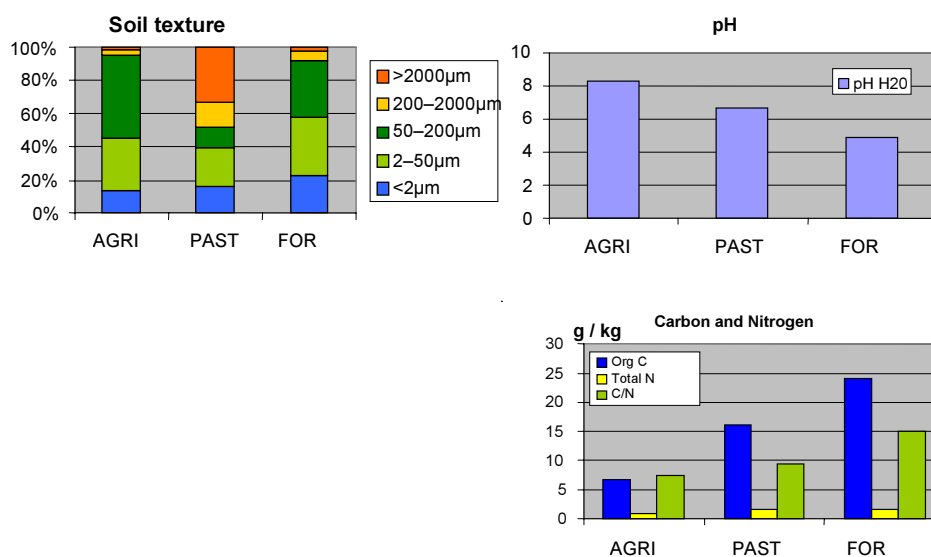 Soil texture
100%
80%
60%
40%
20%
0%
AGRI PAST FOR
>2000µm
200–2000µm
50–200µm
2–50µm
<2µm
pH
10
8
6
4
2
0
pH H20
AGRI PAST FOR
Carbon and Nitrogen
g / kg
30
25
20
15
10
5
0
Org C
Total N
C/N
AGRI PAST FOR